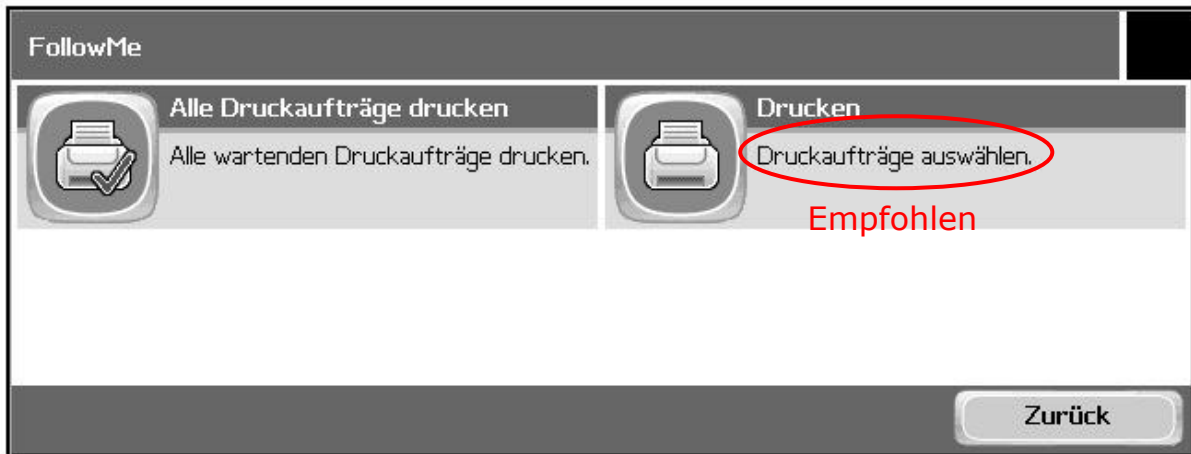 FollowMe
Alle Druckaufträge drucken
Alle wartenden Druckaufträge drucken.
Drucken
Druckaufträge auswählen.
Empfohlen
Zurück